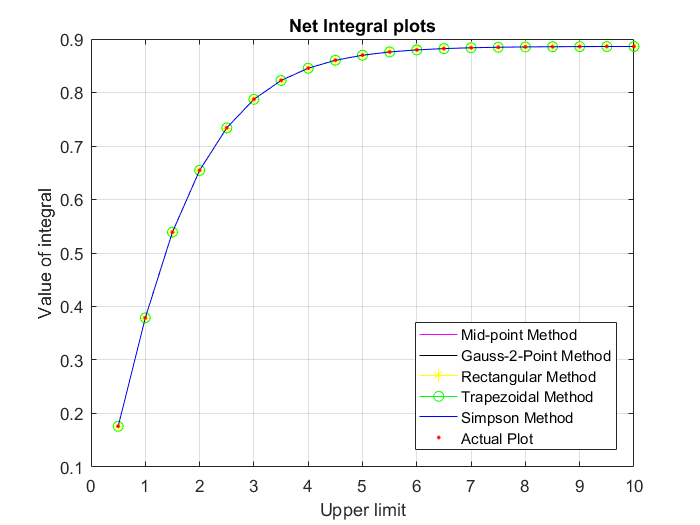 Net Integral plots
0.9
0.8
0.7
0.6
0.5
0.4
0.3
0.2
0.1
Value of integral
Mid-point Method
Gauss-2-Point Method
Rectangular Method
Trapezoidal Method
Simpson Method
Actual Plot
0 1 2 3 4 5 6 7 8 9 10
Upper limit